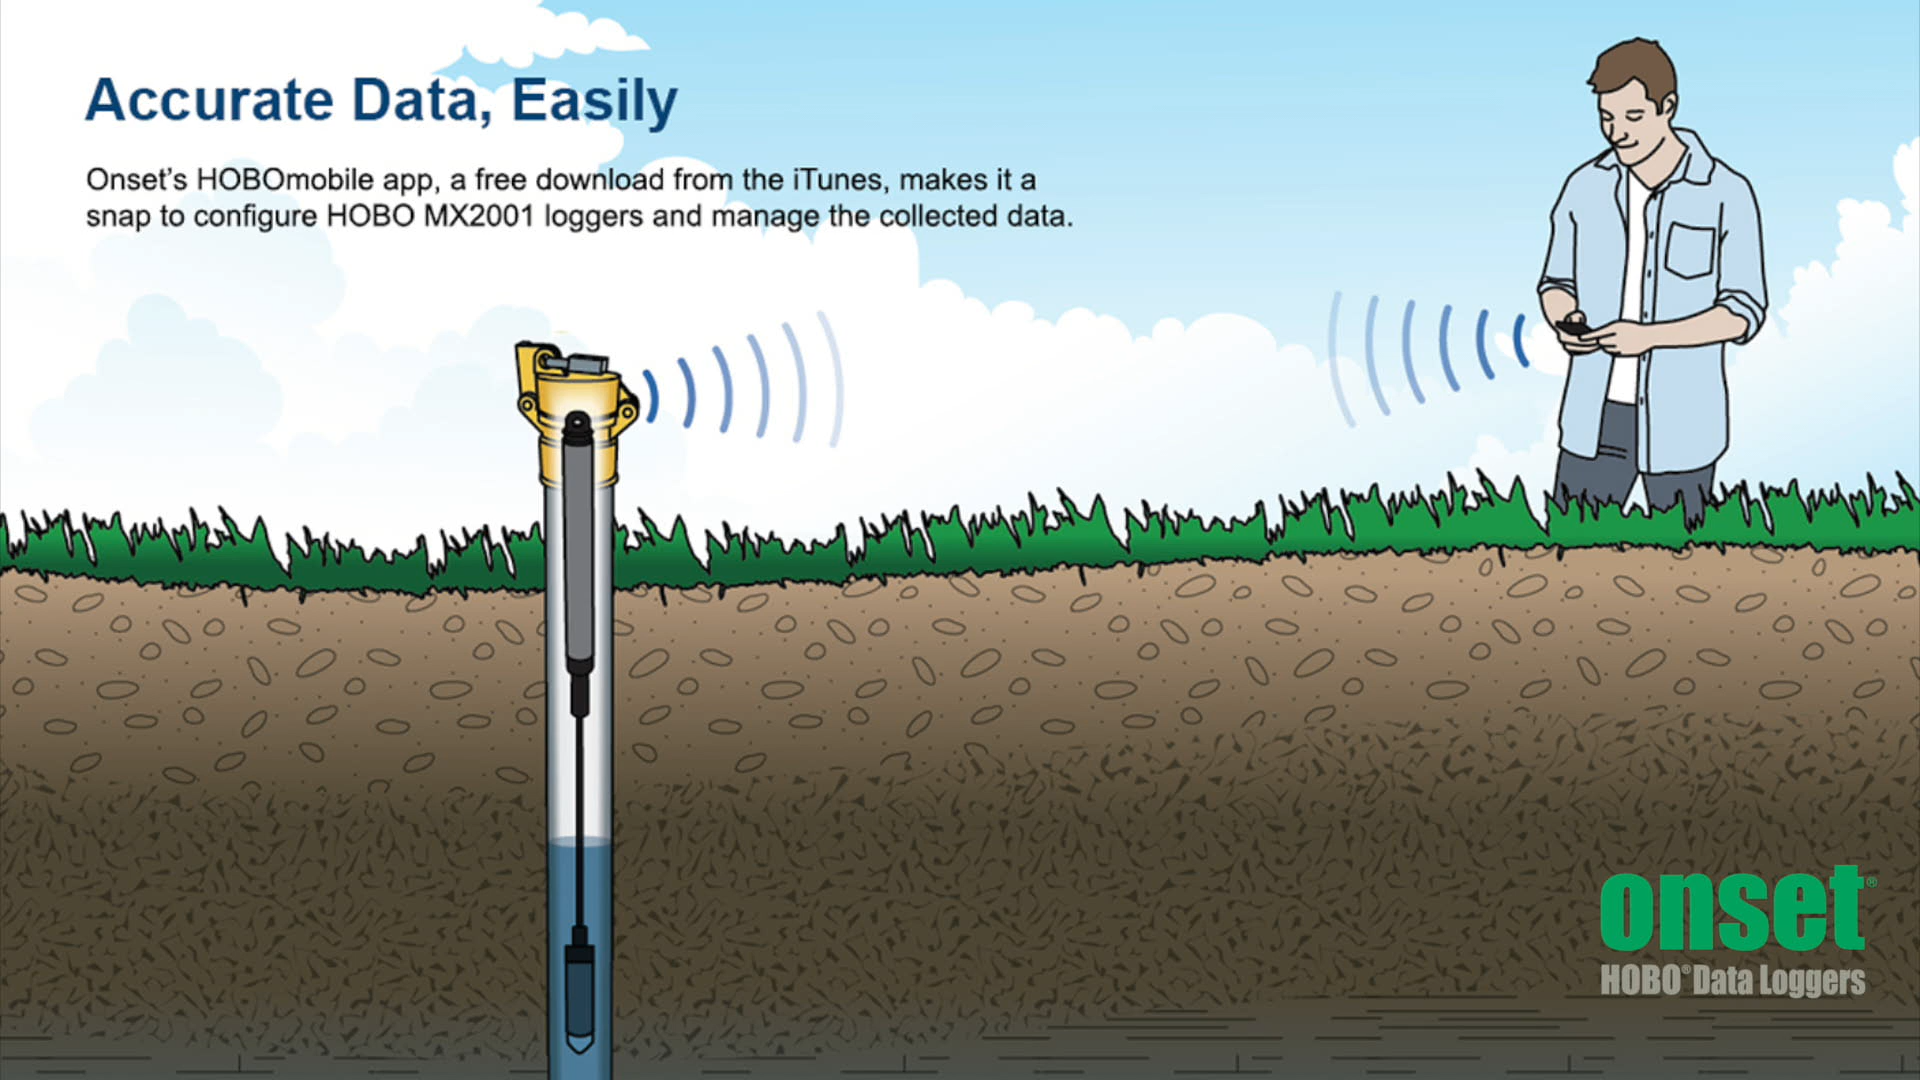 Accurate Data, Easily
Onset's HOBOmobile app, a free download from the iTunes, makes it a
snap to configure HOBO MX2001 loggers and manage the collected data.
onset®
HOBO® Data Loggers